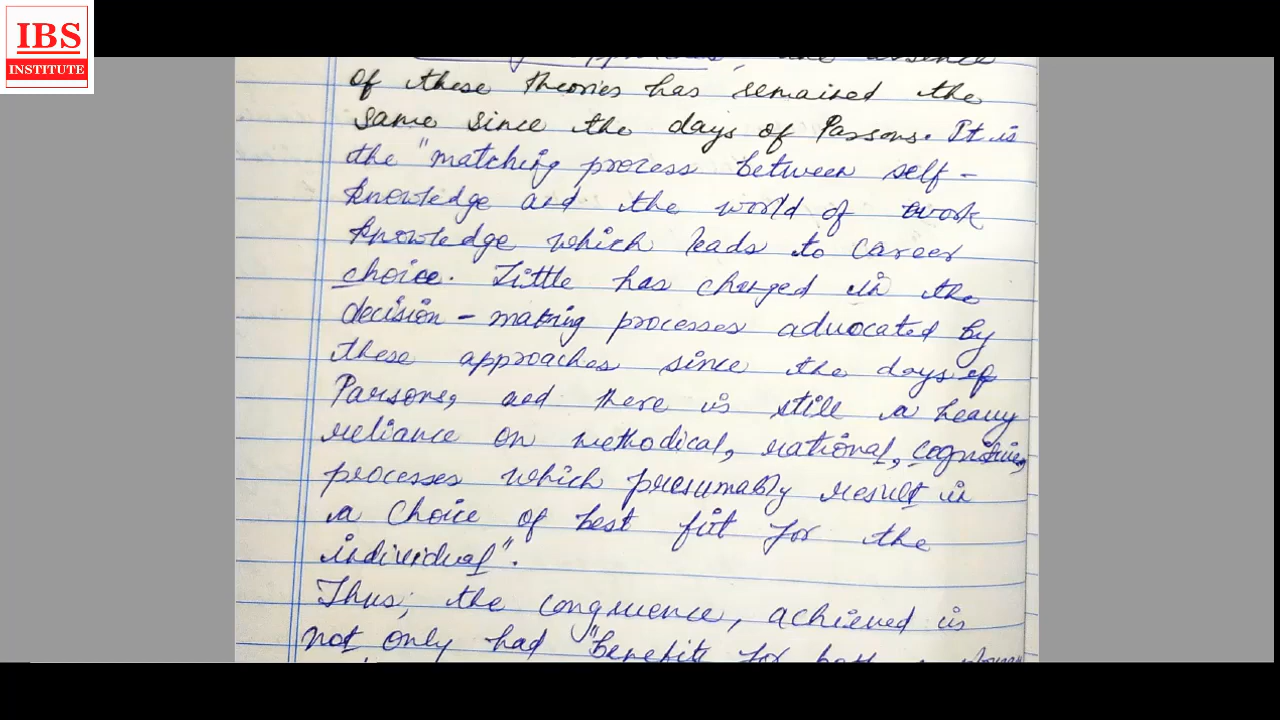 IBS
INSTITUTE
of these theories has remained the
same since the days of Parsons. It is
the "matching process between self-
knowledge and the world of work
knowledge which leads to career
choice. Little has changed in the
decision-making processes advocated by
these approaches since the days of
Parsons, and there is still a heavy
reliance on methodical, rational, cognitive,
processes which presumably result in
a choice of best fit for the
individual".
Thus, the congruence, achieved is
not only had "benefits for both